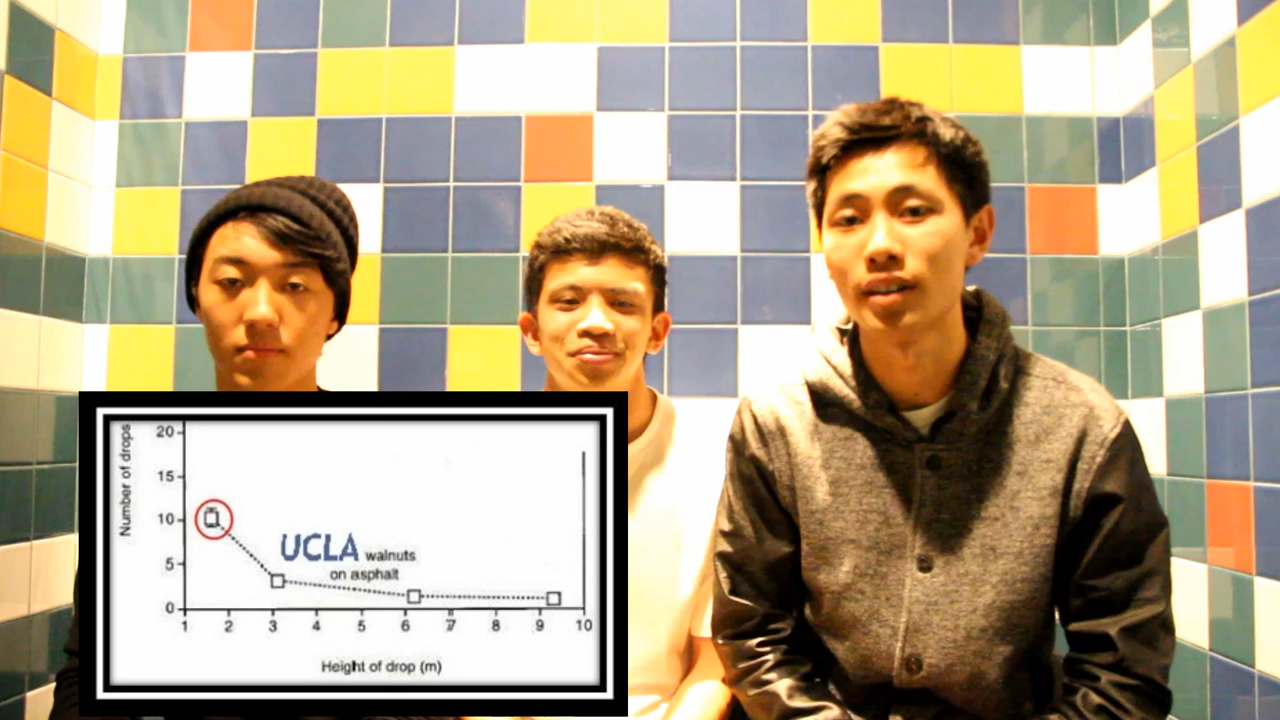 Number of drops
20
15
10
5
0
UCLA walnuts
on asphalt
1 2 3 4 5 6 7 8 9 10
Height of drop (m)